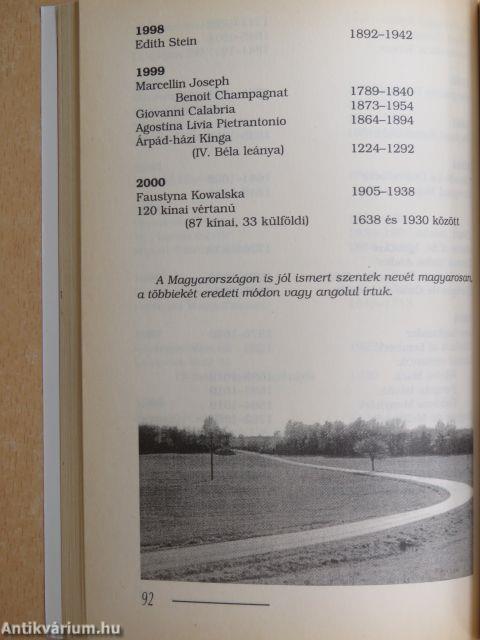 1998
Edith Stein 1892–1942
1999
Marcellin Joseph
Benoit Champagnat 1789–1840
Giovanni Calabria 1873–1954
Agostina Lívia Pietrantonio 1864–1894
Árpád-házi Kinga
(IV. Béla leánya) 1224–1292
2000
Faustyna Kowalska 1905–1938
120 kínai vértanú
(87 kínai, 33 külföldi) 1638 és 1930 között
A Magyarországon is jól ismert szentek nevét magyarosan,
a többiekét eredeti módon vagy angolul írtuk.
92
Antikvárium.hu